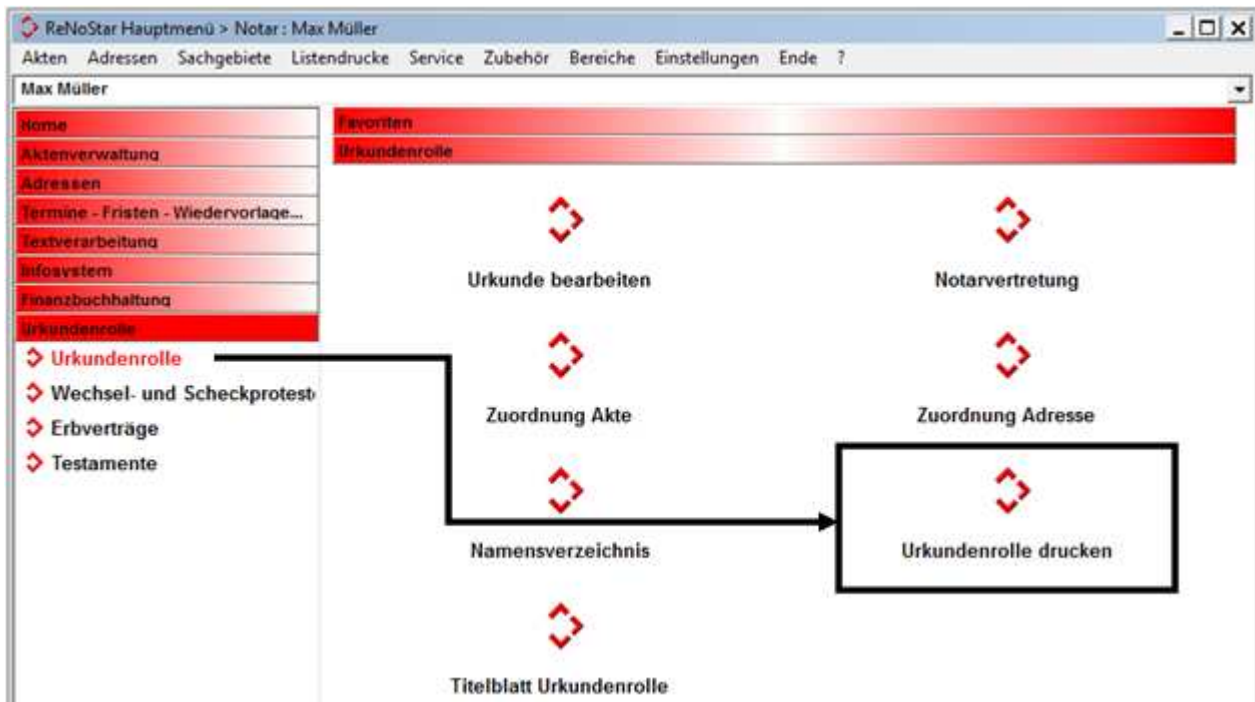 ReNoStar Hauptmenü > Notar : Max Müller
Akten Adressen Sachgebiete Listendrucke Service Zubehör Bereiche Einstellungen Ende ?
Max Müller
Home
Aktenverwaltung
Adressen
Termine - Fristen - Wiedervorlage...
Textverarbeitung
Infosystem
Finanzbuchhaltung
Urkundenrolle
Urkundenrolle
Wechsel- und Scheckprotest
Erbverträge
Testamente
Favoriten
Urkundenrolle
Urkunde bearbeiten
Notarvertretung
Zuordnung Akte
Zuordnung Adresse
Namensverzeichnis
Urkundenrolle drucken
Titelblatt Urkundenrolle